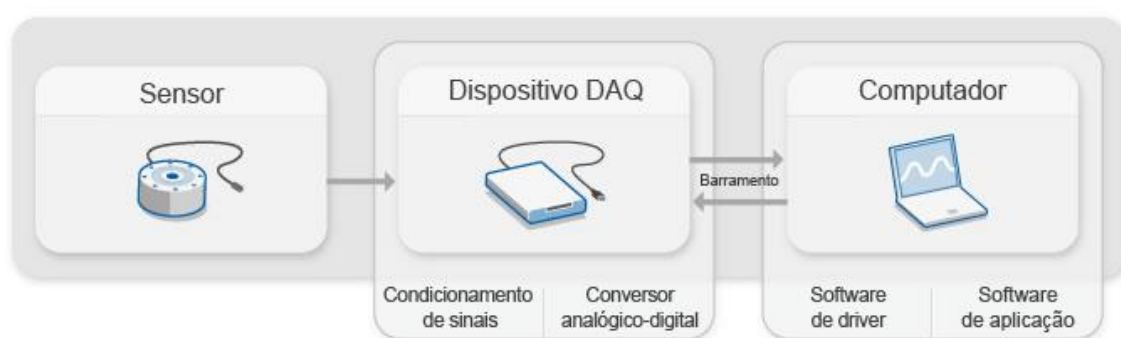 Sensor
Dispositivo DAQ
Computador
Barramento
Condicionamento
de sinais
Conversor
analógico-digital
Software
de driver
Software
de aplicação